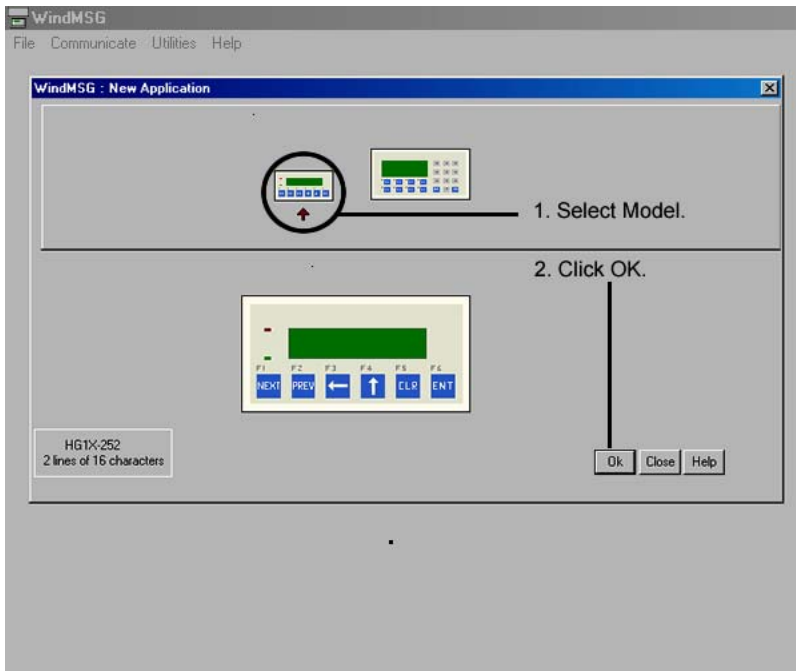 WindMSG
File Communicate Utilities Help
WindMSG : New Application
1. Select Model.
2. Click OK.
F1 F2 F3 F4 F5 F6
NEXT PREV CLR ENT
HG1X-252
2 lines of 16 characters
Ok Close Help